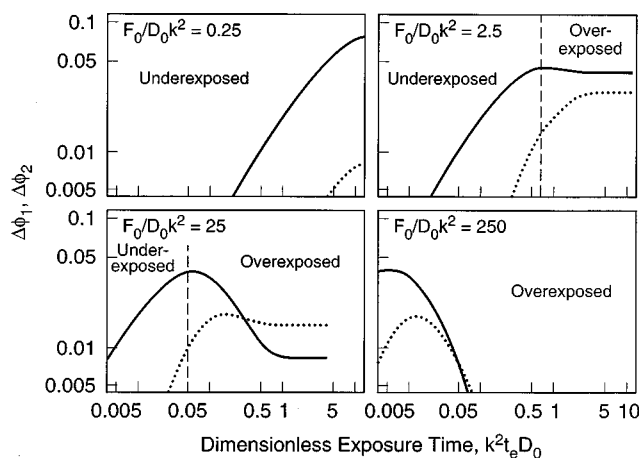 0.1
0.05
0.01
0.005
F₀/D₀k² = 0.25
Underexposed
F₀/D₀k² = 2.5
Over-
exposed
Underexposed
0.1
0.05
0.01
0.005
F₀/D₀k² = 25
Under-
exposed
Overexposed
F₀/D₀k² = 250
Overexposed
Δϕ₁, Δϕ₂
0.005 0.05 0.5 1 5 10
0.005 0.05 0.5 1 5 10
Dimensionless Exposure Time, k²tₑD₀